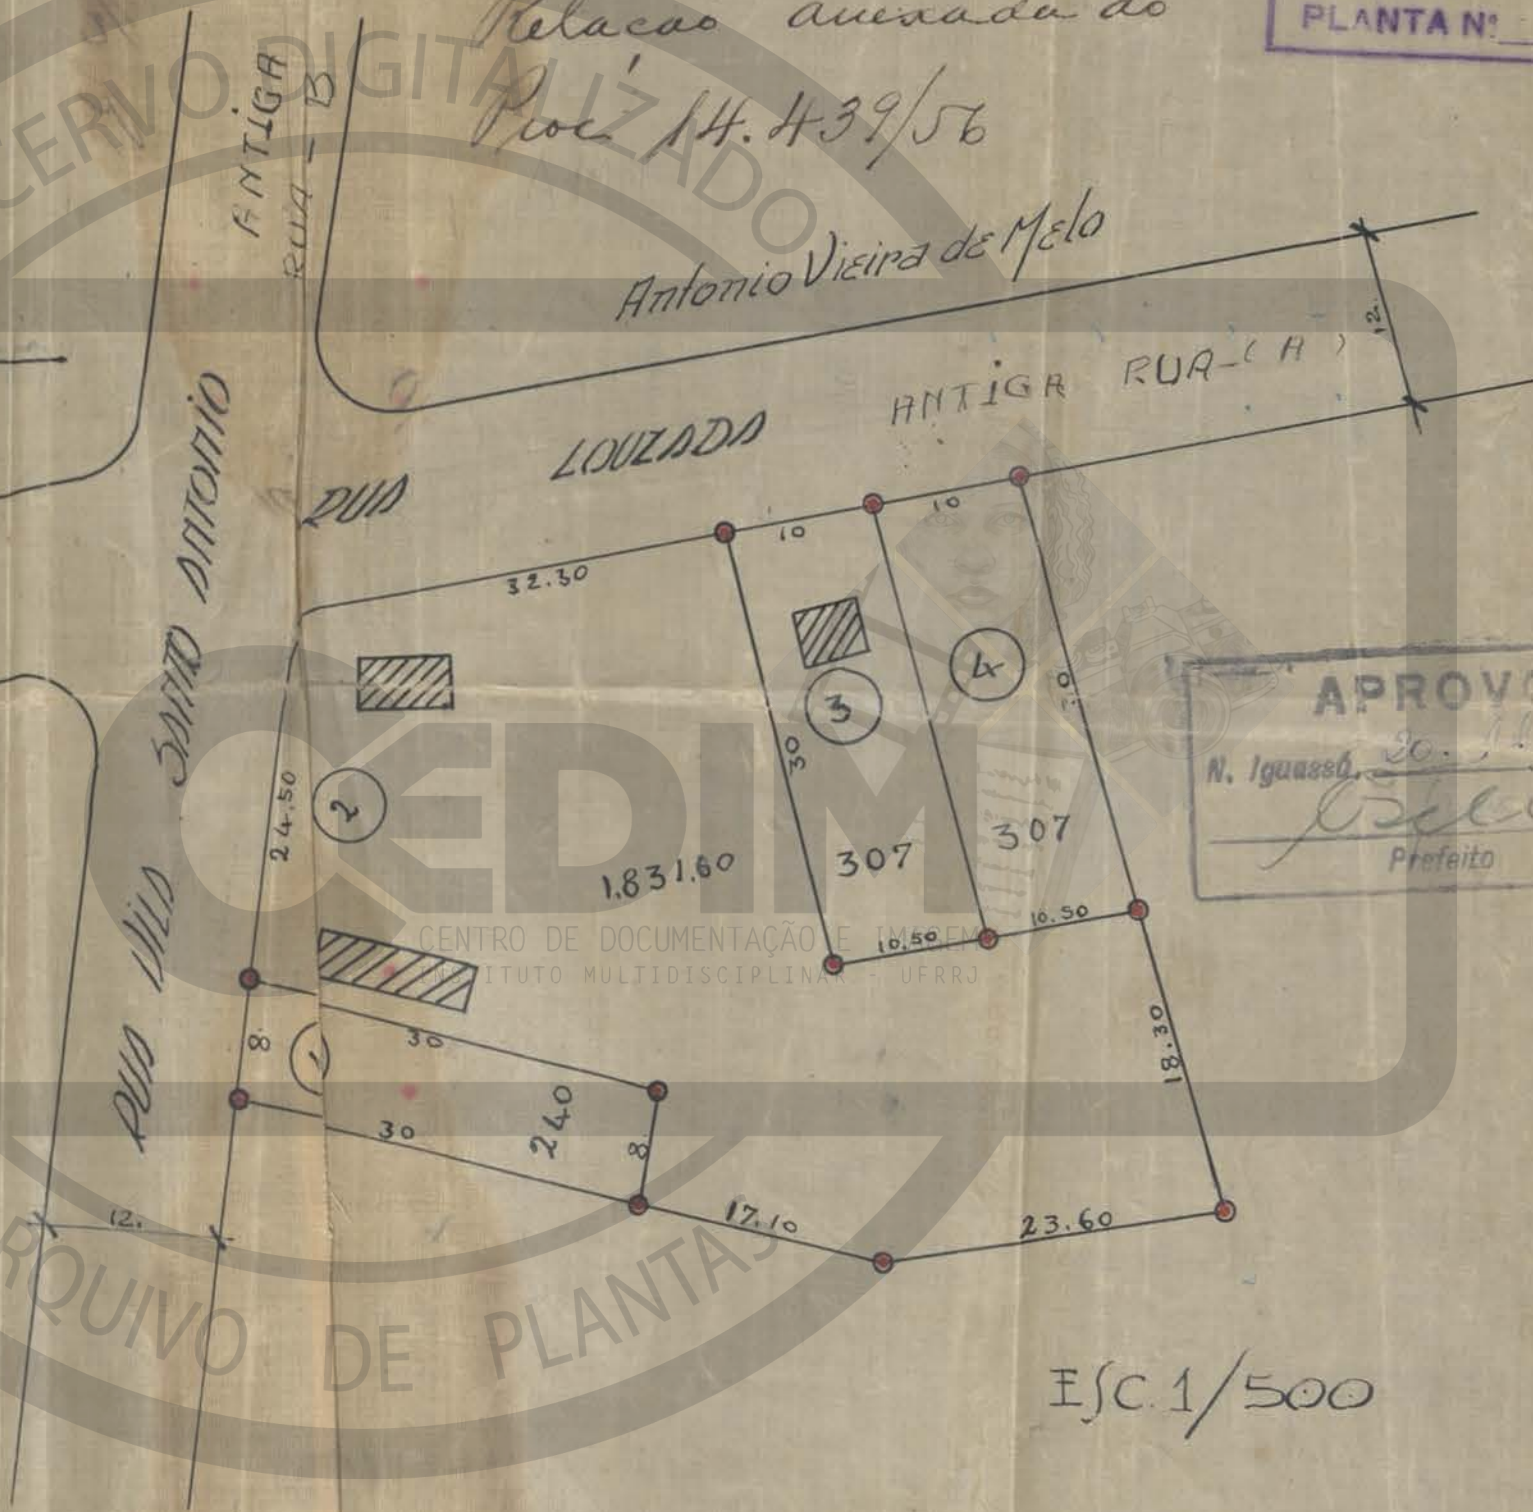 Relacao anexada ao
Proc 14.439/56
PLANTA Nº
ANTIGA
RUA - B
Antonio Vieira de Melo
12.
ANTIGA RUA-(A)
RUA LOUZADA
RUA VILA SANTO ANTONIO
10
10
32.30
3
4
30
30
2
24.50
1.831.60
307
307
10.50
10.50
APROV
N. Iguassú, 20.
Prefeito
8.
1
30
30
240
8.
18.30
12.
17.10
23.60
ESC. 1/500
ACERVO DIGITALIZADO
CEDIM
CENTRO DE DOCUMENTAÇÃO E IMAGEM
INSTITUTO MULTIDISCIPLINAR - UFRRJ
ARQUIVO DE PLANTAS